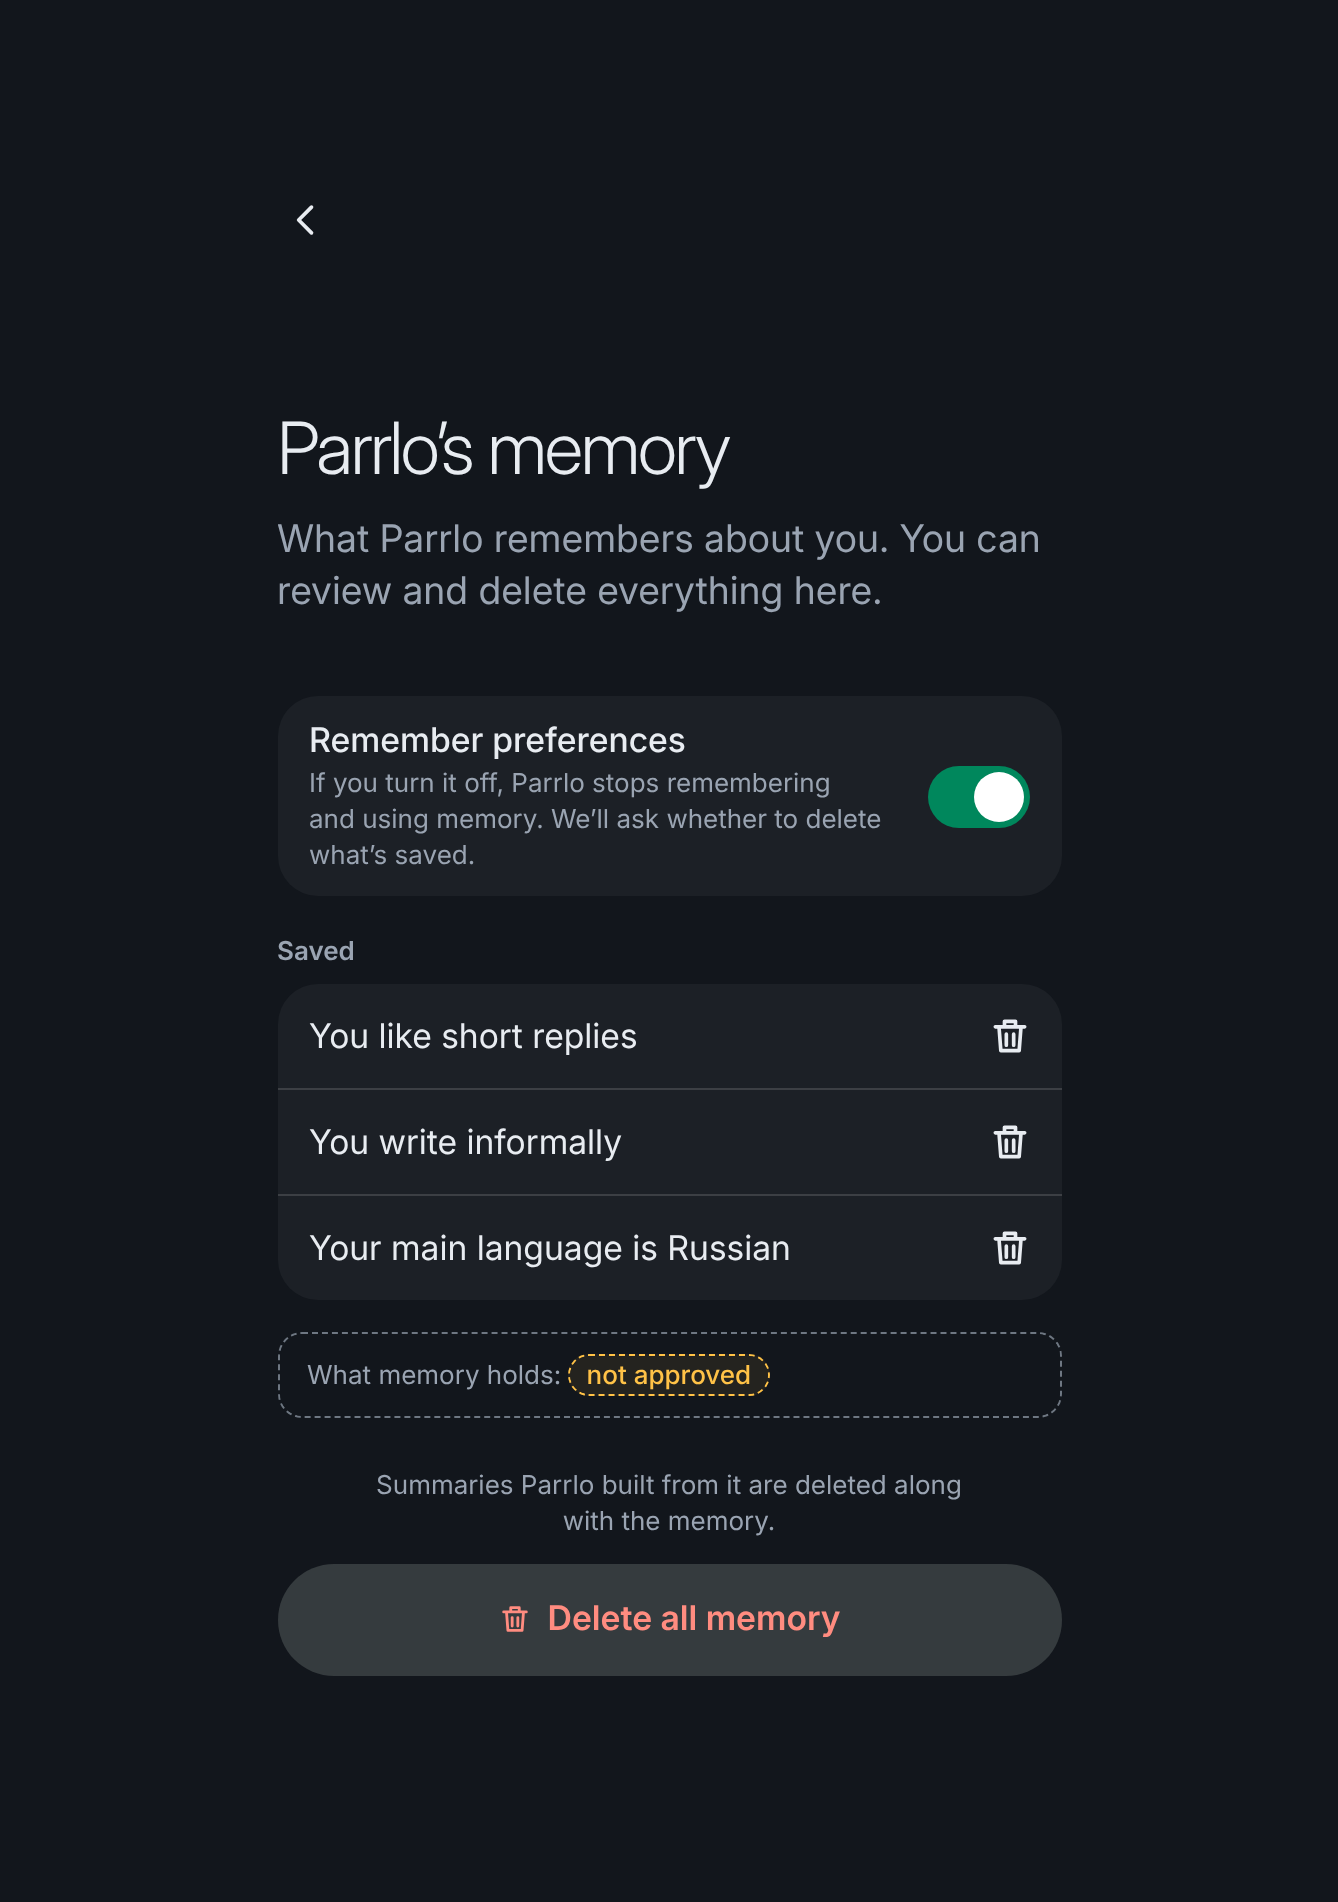 Parrlo’s memory
What Parrlo remembers about you. You can
review and delete everything here.
Remember preferences
If you turn it off, Parrlo stops remembering
and using memory. We’ll ask whether to delete
what’s saved.
Saved
You like short replies
You write informally
Your main language is Russian
What memory holds: not approved
Summaries Parrlo built from it are deleted along
with the memory.
Delete all memory